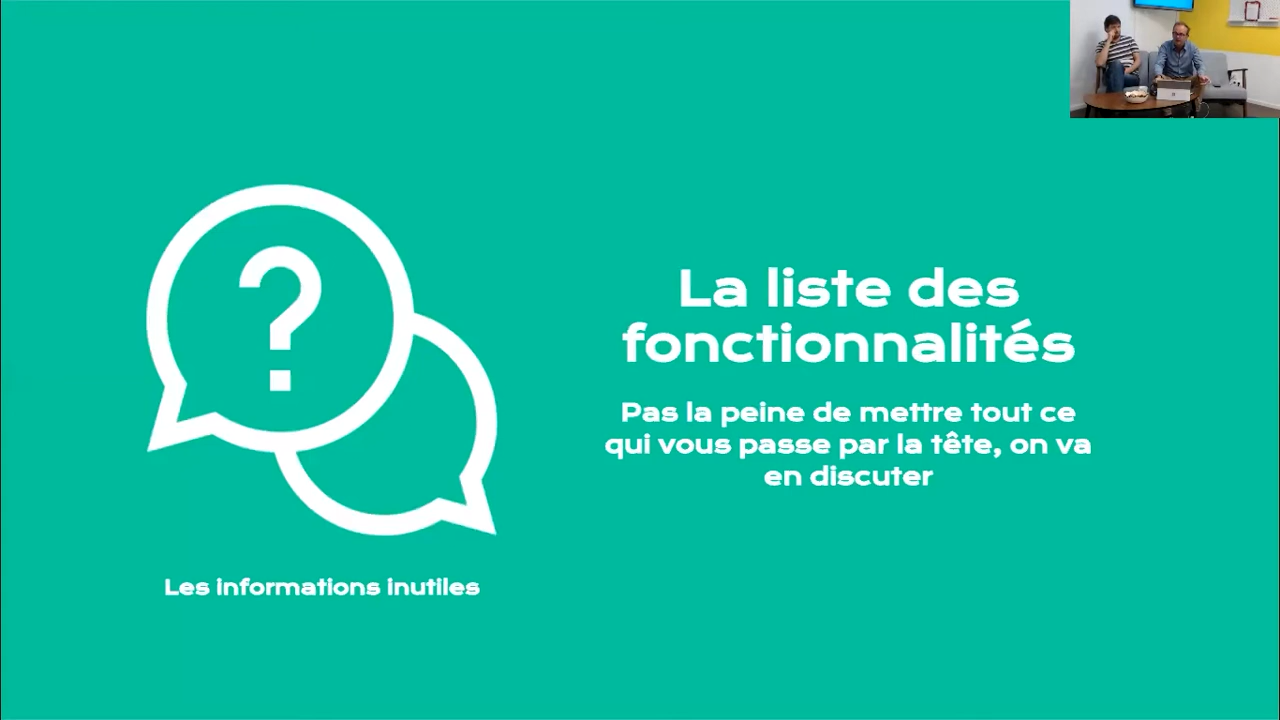 ?
La liste des
fonctionnalités
Pas la peine de mettre tout ce
qui vous passe par la tête, on va
en discuter
Les informations inutiles